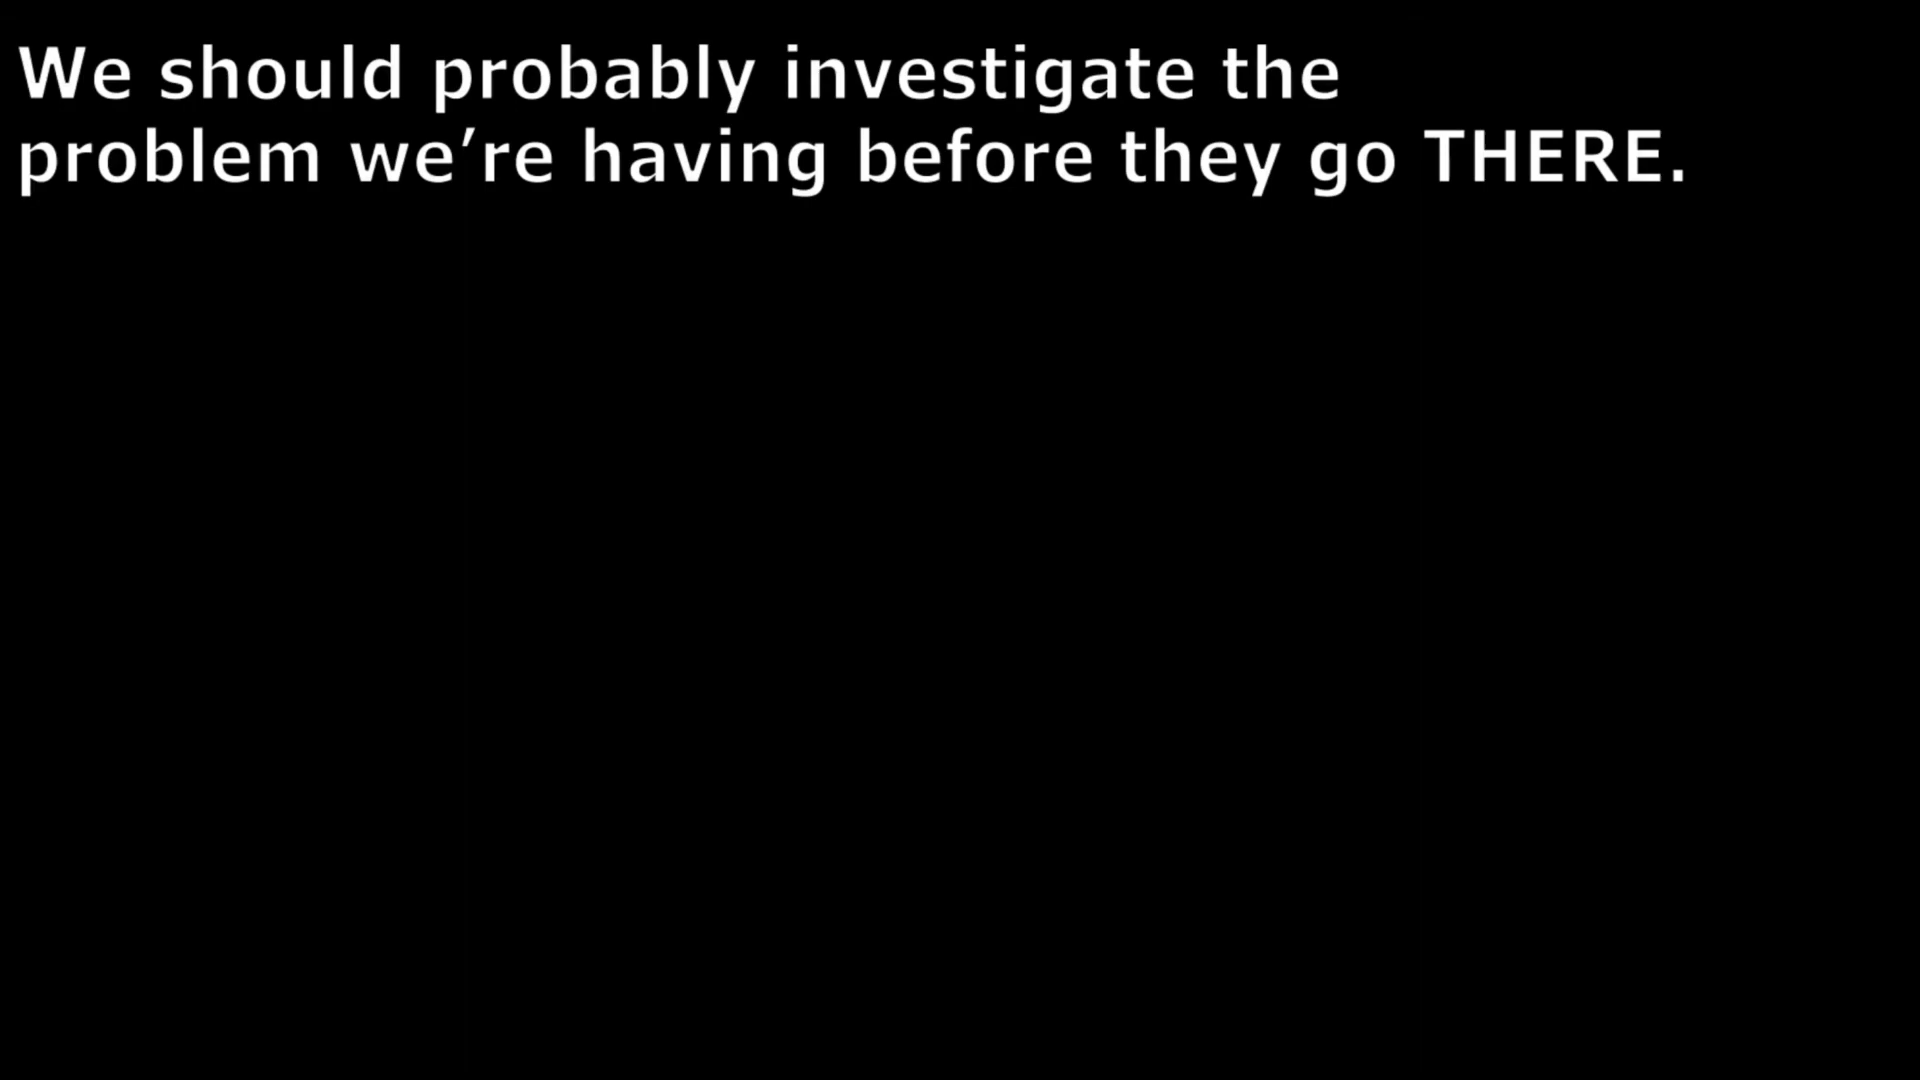 We should probably investigate the
problem we’re having before they go THERE.